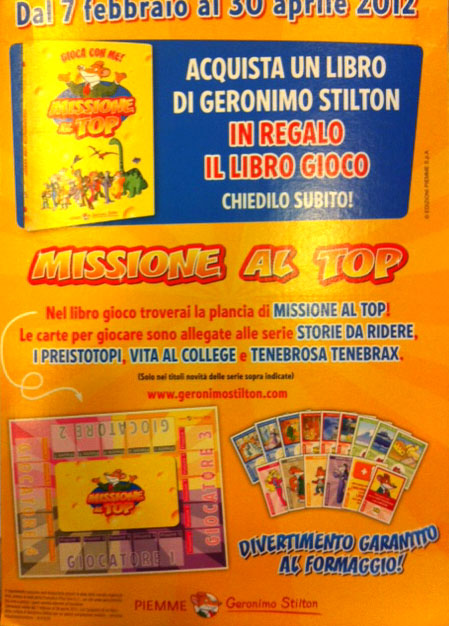 Dal 7 febbraio al 30 aprile 2012
GIOCA CON ME!
MISSIONE
AL TOP
ACQUISTA UN LIBRO
DI GERONIMO STILTON
IN REGALO
IL LIBRO GIOCO
CHIEDILO SUBITO!
© EDIZIONI PIEMME S.p.A
MISSIONE AL TOP
Nel libro gioco troverai la plancia di MISSIONE AL TOP!
Le carte per giocare sono allegate alle serie STORIE DA RIDERE,
I PREISTOTOPI, VITA AL COLLEGE e TENEBROSA TENEBRAX.
(Solo nei titoli novità delle serie sopra indicate)
www.geronimostilton.com
GIOCATORE 2
GIOCATORE 3
MISSIONE
AL TOP
GIOCATORE 1
DIVERTIMENTO GARANTITO
AL FORMAGGIO!
PIEMME
Geronimo Stilton